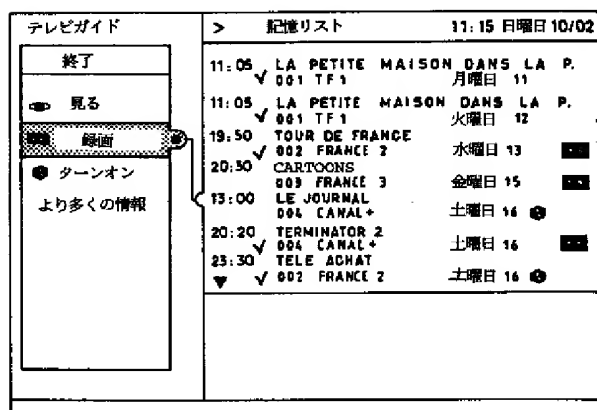 テレビガイド
終了
見る
録画
ターンオン
より多くの情報
> 記憶リスト 11:15 日曜日 10/02
11:05 LA PETITE MAISON DANS LA P.
✓ 001 TF1 月曜日 11
11:05 LA PETITE MAISON DANS LA P.
✓ 001 TF1 火曜日 12
19:50 TOUR DE FRANCE
✓ 002 FRANCE 2 水曜日 13
20:30 CARTOONS
003 FRANCE 3 金曜日 15
13:00 LE JOURNAL
004 CANAL+ 土曜日 16
20:20 TERMINATOR 2
✓ 004 CANAL+ 土曜日 16
23:30 TELE ACHAT
▼ ✓ 002 FRANCE 2 土曜日 16